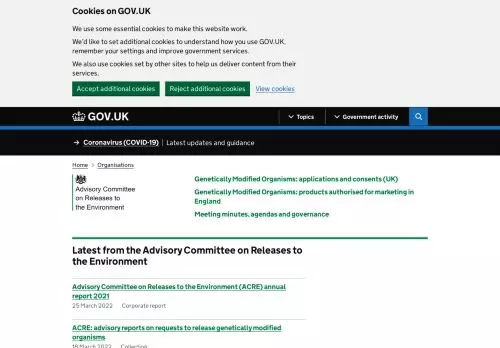 Cookies on GOV.UK
We use some essential cookies to make this website work.
We'd like to set additional cookies to understand how you use GOV.UK,
remember your settings and improve government services.
We also use cookies set by other sites to help us deliver content from their
services.
Accept additional cookies Reject additional cookies View cookies
GOV.UK Topics Government activity
→ Coronavirus (COVID-19) Latest updates and guidance
Home > Organisations
Advisory Committee
on Releases to
the Environment
Genetically Modified Organisms: applications and consents (UK)
Genetically Modified Organisms: products authorised for marketing in
England
Meeting minutes, agendas and governance
Latest from the Advisory Committee on Releases to
the Environment
Advisory Committee on Releases to the Environment (ACRE) annual
report 2021
25 March 2022 Corporate report
ACRE: advisory reports on requests to release genetically modified
organisms
18 March 2022 Collection